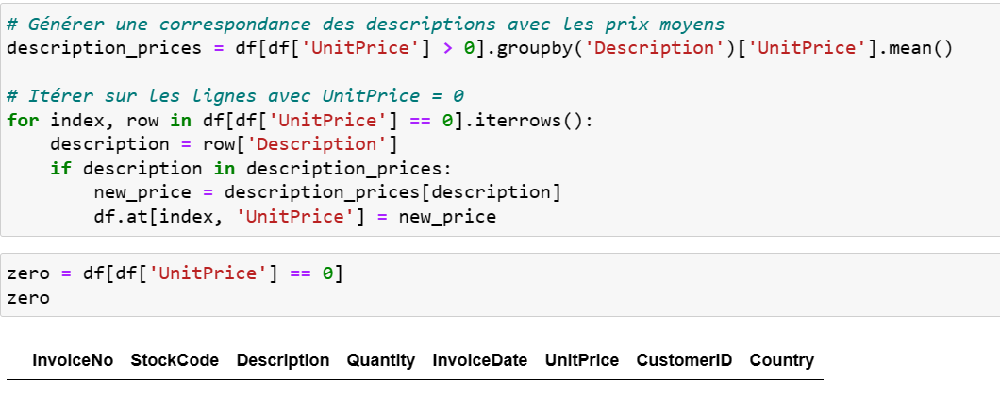 # Générer une correspondance des descriptions avec les prix moyens
description_prices = df[df['UnitPrice'] > 0].groupby('Description')['UnitPrice'].mean()
# Itérer sur les lignes avec UnitPrice = 0
for index, row in df[df['UnitPrice'] == 0].iterrows():
    description = row['Description']
    if description in description_prices:
        new_price = description_prices[description]
        df.at[index, 'UnitPrice'] = new_price
zero = df[df['UnitPrice'] == 0]
zero
InvoiceNo StockCode Description Quantity InvoiceDate UnitPrice CustomerID Country